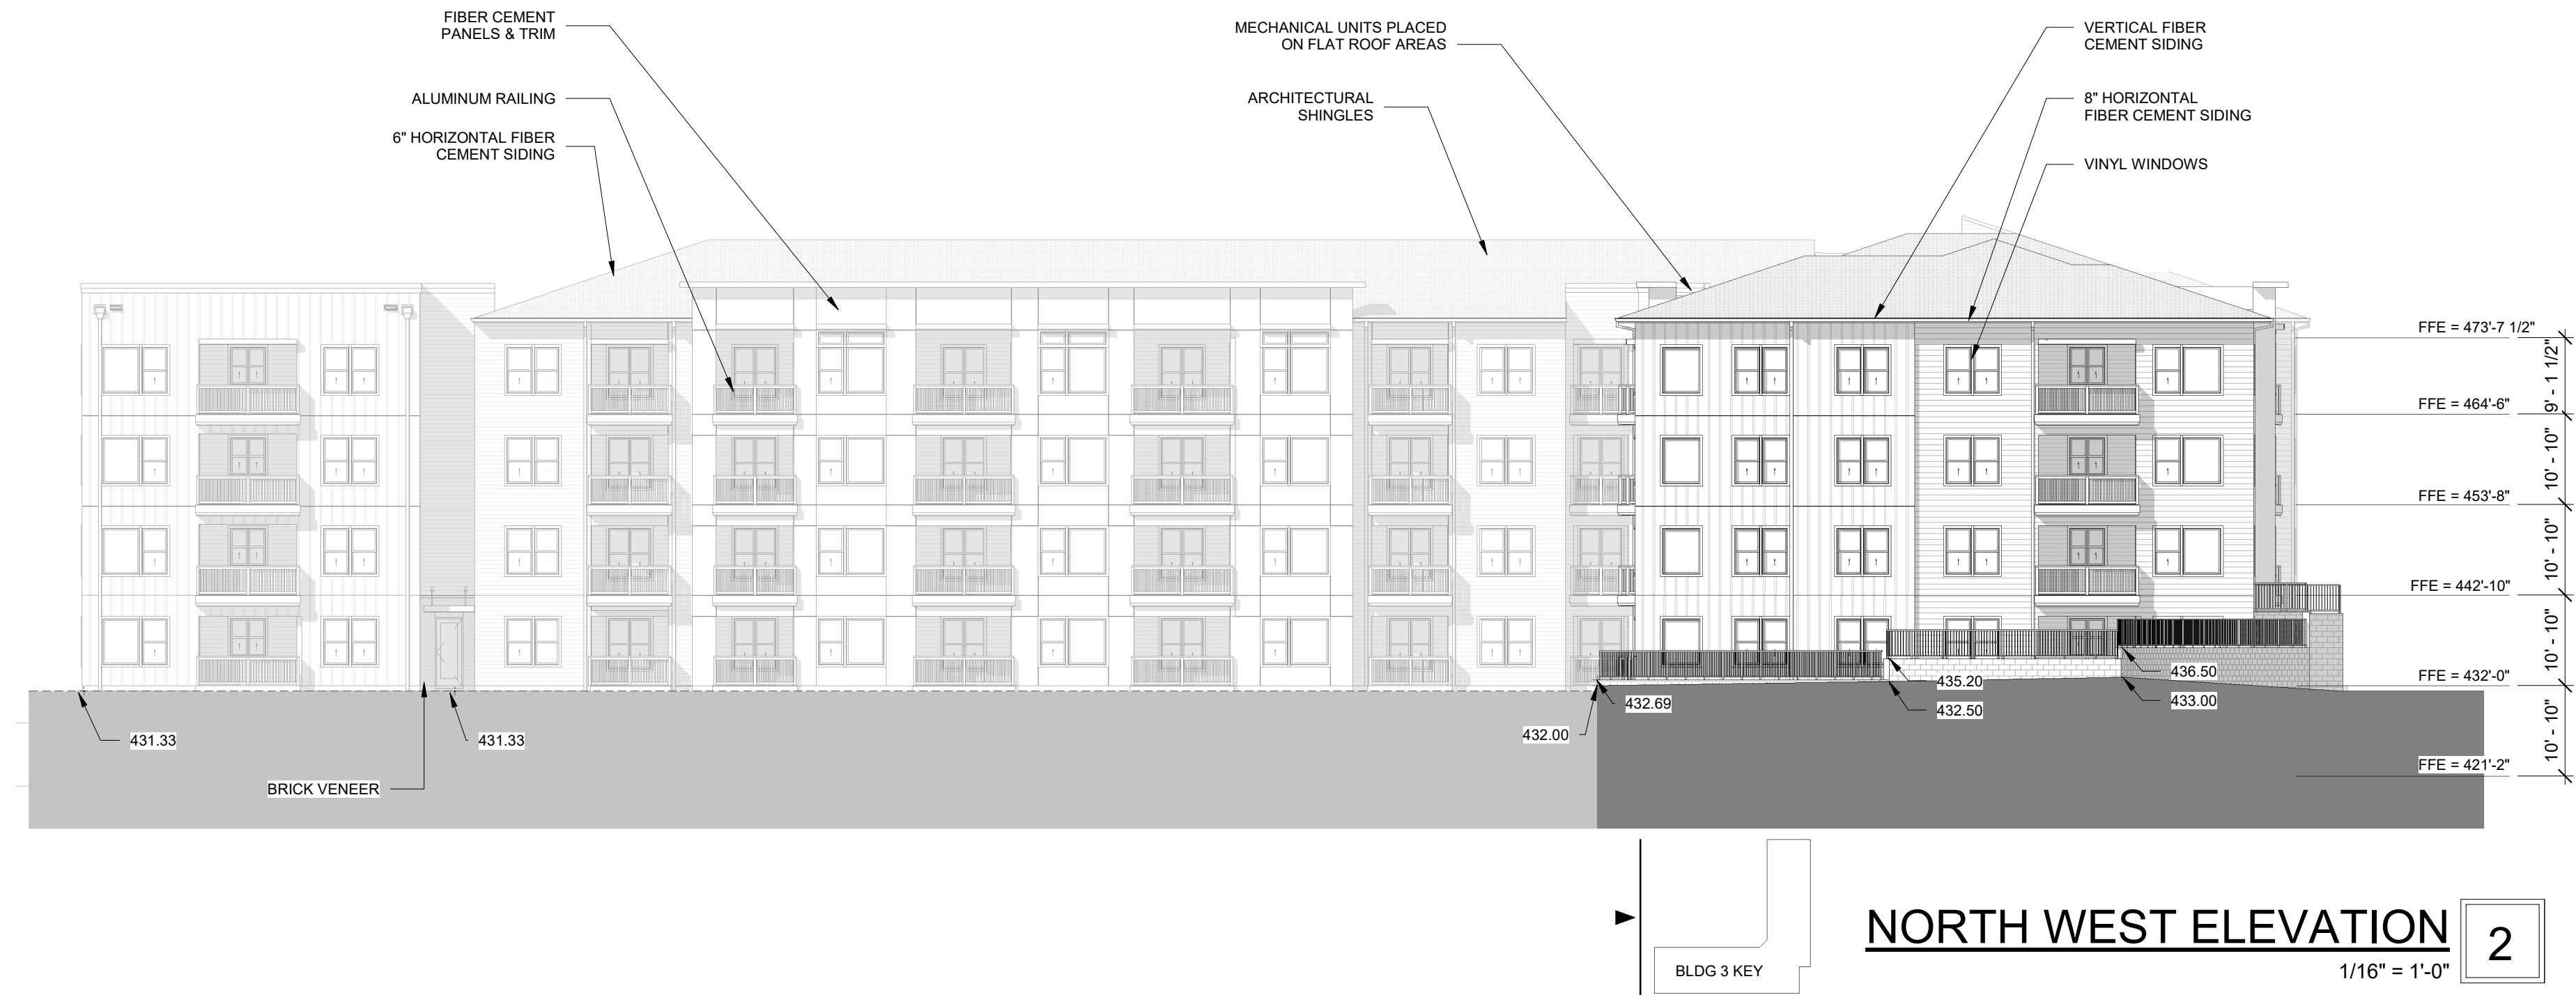 FIBER CEMENT
PANELS & TRIM
MECHANICAL UNITS PLACED
ON FLAT ROOF AREAS
VERTICAL FIBER
CEMENT SIDING
ALUMINUM RAILING
ARCHITECTURAL
SHINGLES
8" HORIZONTAL
FIBER CEMENT SIDING
6" HORIZONTAL FIBER
CEMENT SIDING
VINYL WINDOWS
FFE = 473'-7 1/2"
9' - 1 1/2"
FFE = 464'-6"
10' - 10"
FFE = 453'-8"
10' - 10"
FFE = 442'-10"
10' - 10"
FFE = 432'-0"
10' - 10"
FFE = 421'-2"
436.50
435.20
433.00
432.69
432.50
432.00
431.33
431.33
BRICK VENEER
BLDG 3 KEY
NORTH WEST ELEVATION
2
1/16" = 1'-0"